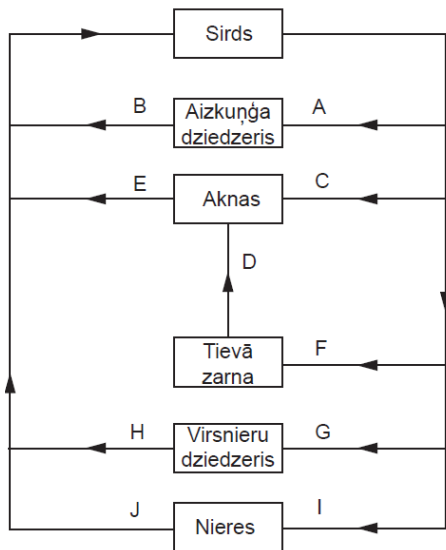 Sirds
B
Aizkuņģa
dziedzeris
A
E
Aknas
C
D
Tievā
zarna
F
H
Virsnieru
dziedzeris
G
J
Nieres
I